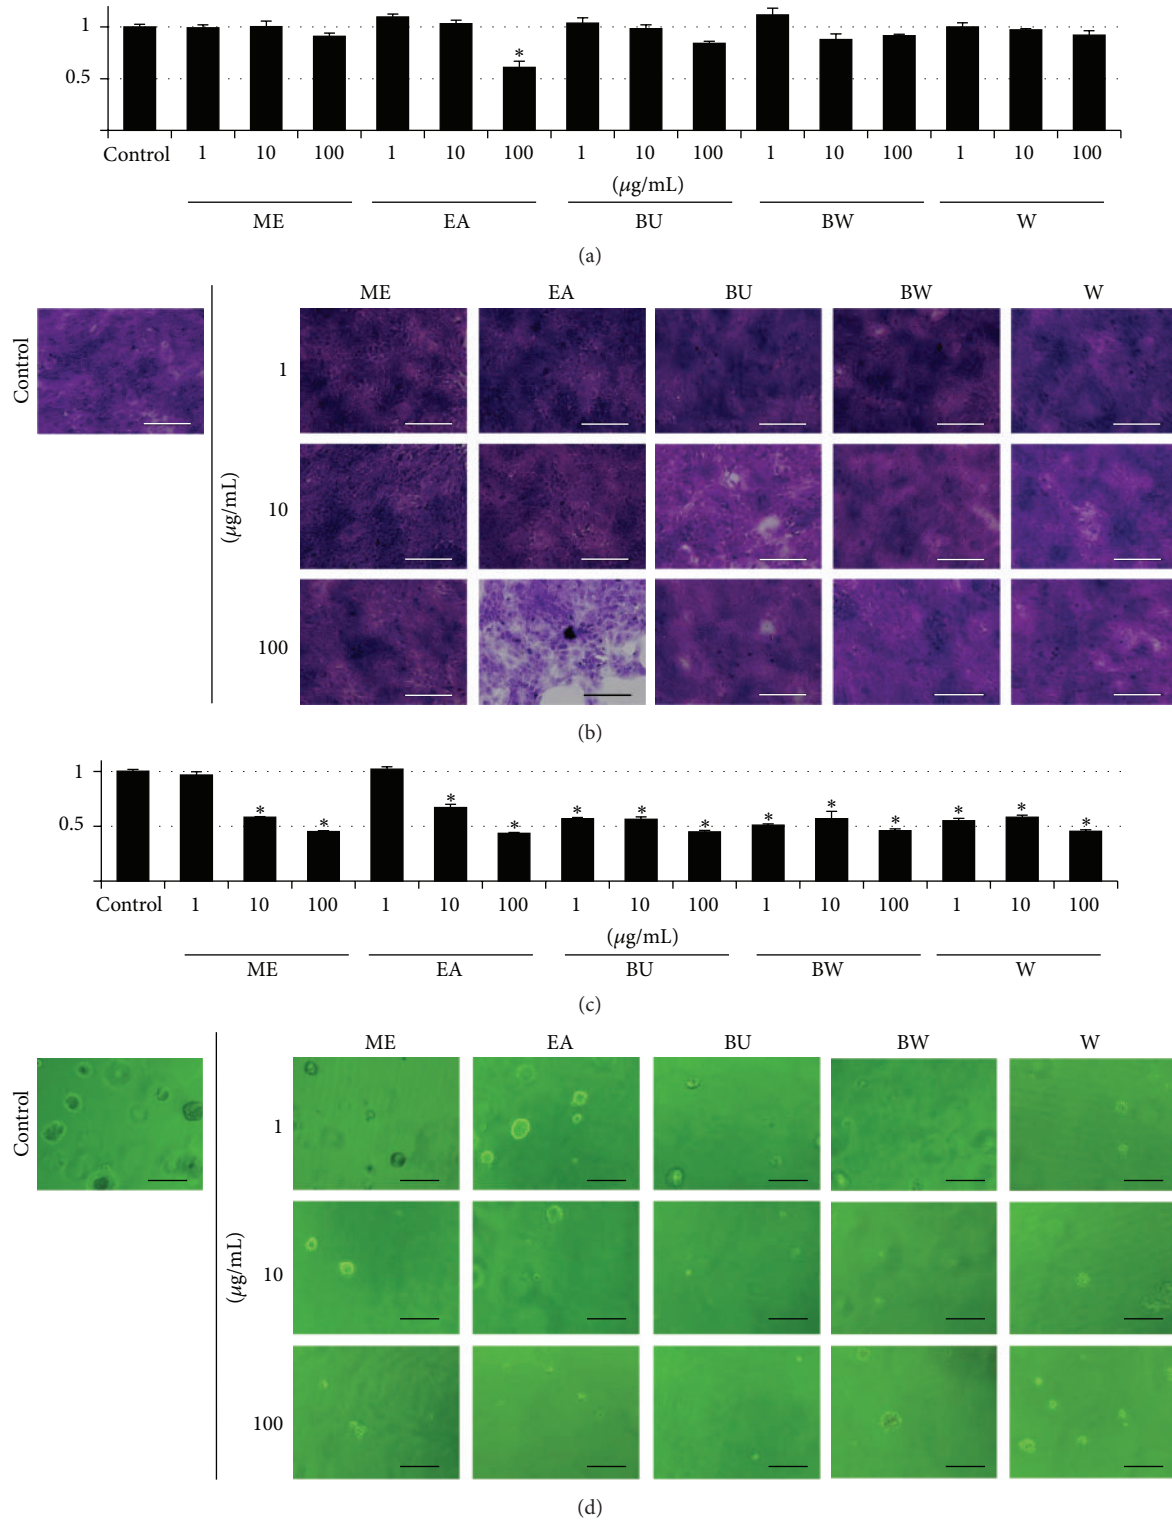 1
0.5
*
Control 1 10 100 1 10 100 1 10 100 1 10 100 1 10 100
(µg/mL)
ME EA BU BW W
(a)
ME EA BU BW W
Control
1
(µg/mL)
10
100
(b)
1
0.5
* * * * * * * * * * * * *
Control 1 10 100 1 10 100 1 10 100 1 10 100 1 10 100
(µg/mL)
ME EA BU BW W
(c)
ME EA BU BW W
Control
1
(µg/mL)
10
100
(d)